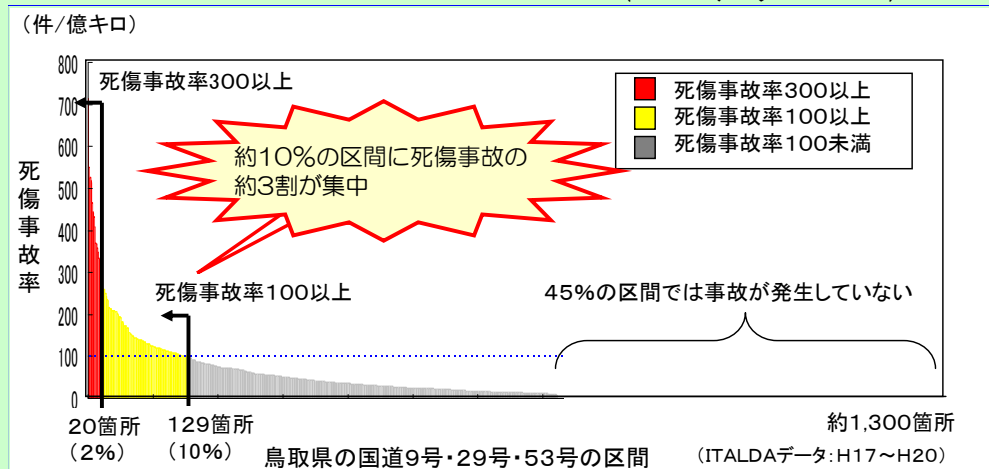 (件/億キロ)
800
700
600
500
400
300
200
100
0
死傷事故率
死傷事故率300以上
約10%の区間に死傷事故の
約3割が集中
死傷事故率300以上
死傷事故率100以上
死傷事故率100未満
死傷事故率100以上
45%の区間では事故が発生していない
20箇所
(2%)
129箇所
(10%)
約1,300箇所
鳥取県の国道9号・29号・53号の区間
(ITALDAデータ:H17~H20)